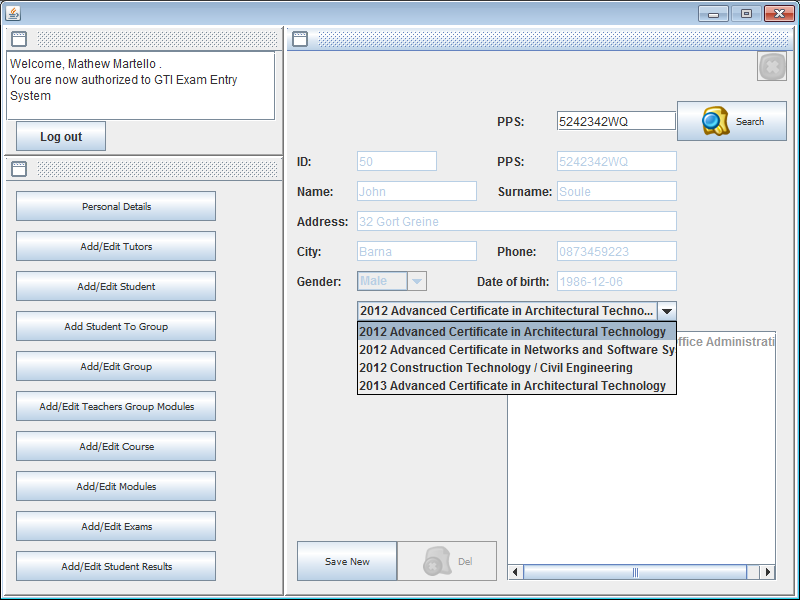 Welcome, Mathew Martello .
You are now authorized to GTI Exam Entry
System
Log out
Personal Details
Add/Edit Tutors
Add/Edit Student
Add Student To Group
Add/Edit Group
Add/Edit Teachers Group Modules
Add/Edit Course
Add/Edit Modules
Add/Edit Exams
Add/Edit Student Results
PPS: 5242342WQ Search
ID: 50 PPS: 5242342WQ
Name: John Surname: Soule
Address: 32 Gort Greine
City: Barna Phone: 0873459223
Gender: Male Date of birth: 1986-12-06
2012 Advanced Certificate in Architectural Techno...
2012 Advanced Certificate in Architectural Technology
2012 Advanced Certificate in Networks and Software Sy
2012 Construction Technology / Civil Engineering
2013 Advanced Certificate in Architectural Technology
ffice Administrati
Save New Del